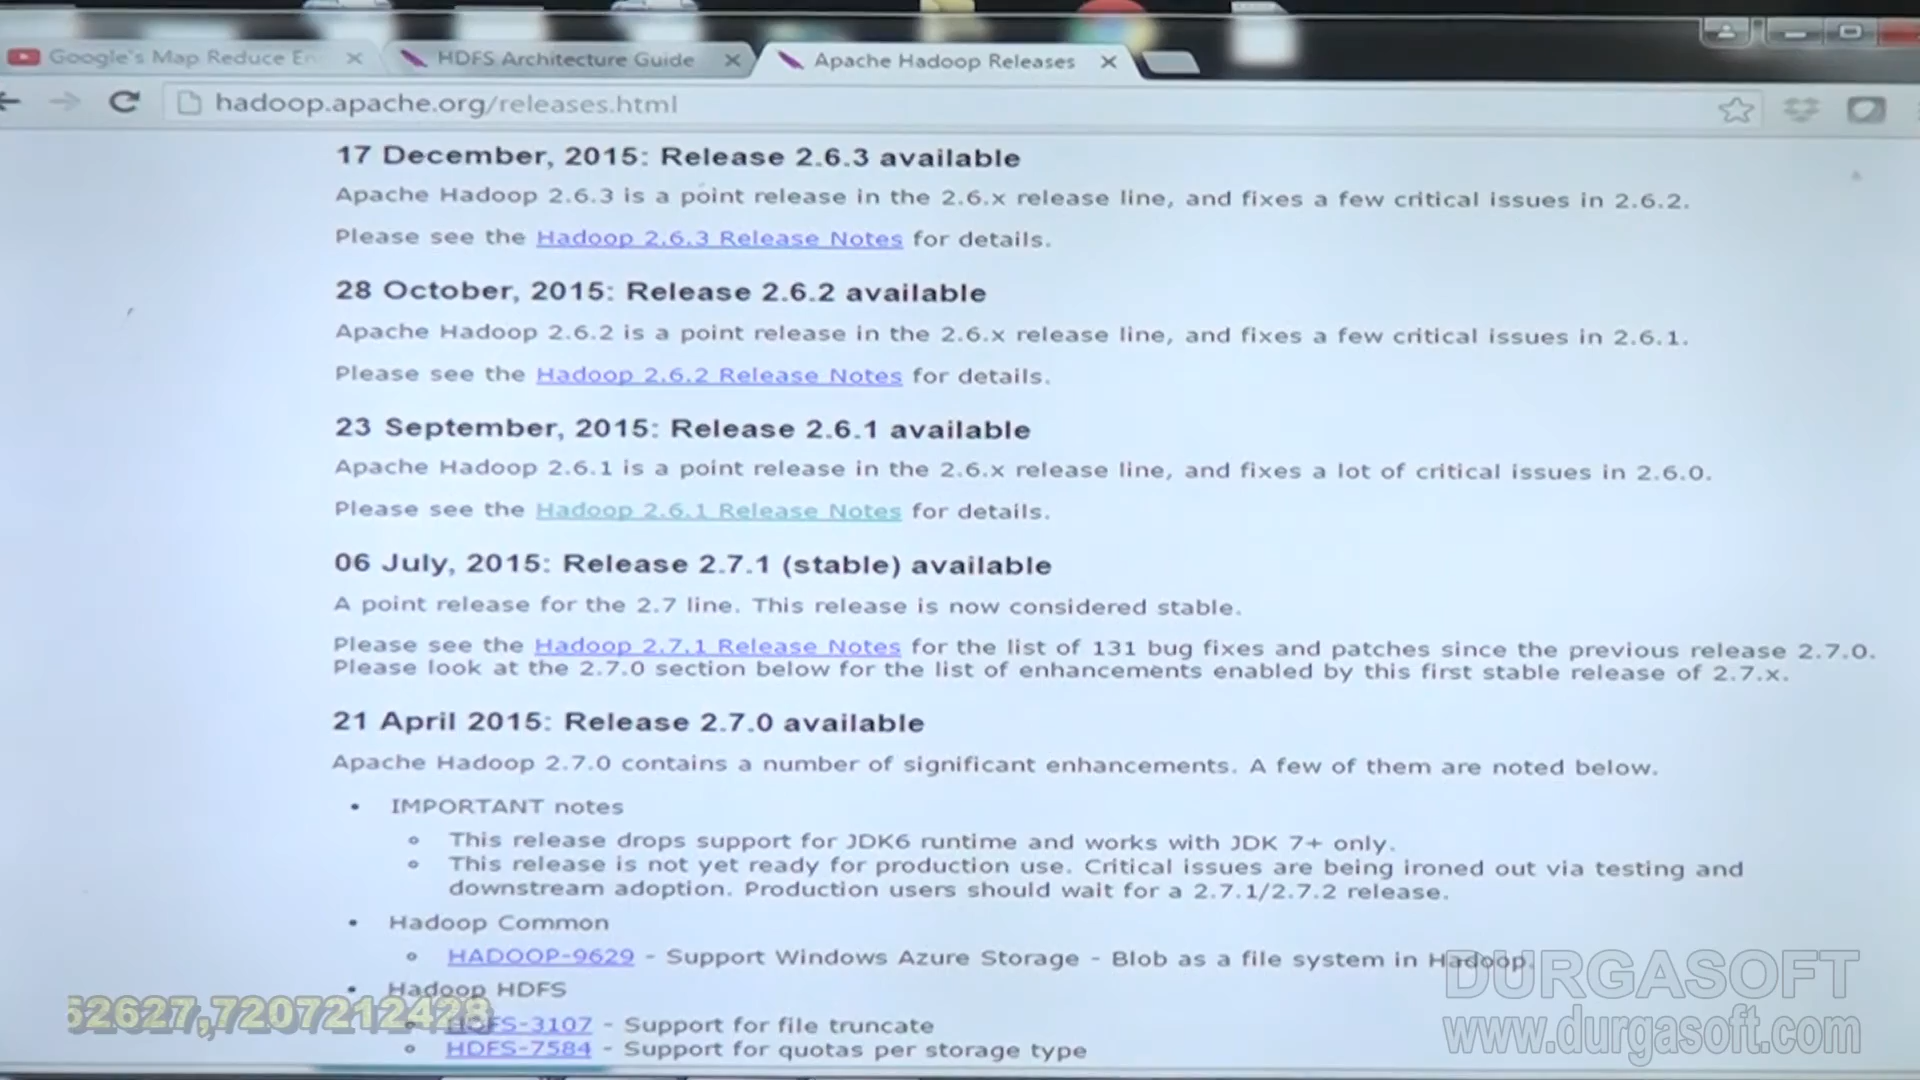 Google's Map Reduce En
HDFS Architecture Guide
Apache Hadoop Releases
hadoop.apache.org/releases.html
17 December, 2015: Release 2.6.3 available
Apache Hadoop 2.6.3 is a point release in the 2.6.x release line, and fixes a few critical issues in 2.6.2.
Please see the Hadoop 2.6.3 Release Notes for details.
28 October, 2015: Release 2.6.2 available
Apache Hadoop 2.6.2 is a point release in the 2.6.x release line, and fixes a few critical issues in 2.6.1.
Please see the Hadoop 2.6.2 Release Notes for details.
23 September, 2015: Release 2.6.1 available
Apache Hadoop 2.6.1 is a point release in the 2.6.x release line, and fixes a lot of critical issues in 2.6.0.
Please see the Hadoop 2.6.1 Release Notes for details.
06 July, 2015: Release 2.7.1 (stable) available
A point release for the 2.7 line. This release is now considered stable.
Please see the Hadoop 2.7.1 Release Notes for the list of 131 bug fixes and patches since the previous release 2.7.0.
Please look at the 2.7.0 section below for the list of enhancements enabled by this first stable release of 2.7.x.
21 April 2015: Release 2.7.0 available
Apache Hadoop 2.7.0 contains a number of significant enhancements. A few of them are noted below.
• IMPORTANT notes
◦ This release drops support for JDK6 runtime and works with JDK 7+ only.
◦ This release is not yet ready for production use. Critical issues are being ironed out via testing and
downstream adoption. Production users should wait for a 2.7.1/2.7.2 release.
• Hadoop Common
◦ HADOOP-9629 - Support Windows Azure Storage - Blob as a file system in Hadoop.
• Hadoop HDFS
◦ HDFS-3107 - Support for file truncate
◦ HDFS-7584 - Support for quotas per storage type
52627,7207212428
DURGASOFT
www.durgasoft.com